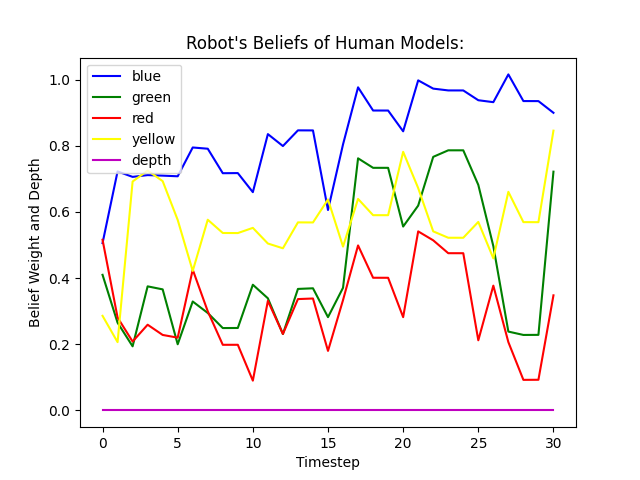 Robot's Beliefs of Human Models:
blue
green
red
yellow
depth
Belief Weight and Depth
1.0
0.8
0.6
0.4
0.2
0.0
0 5 10 15 20 25 30
Timestep